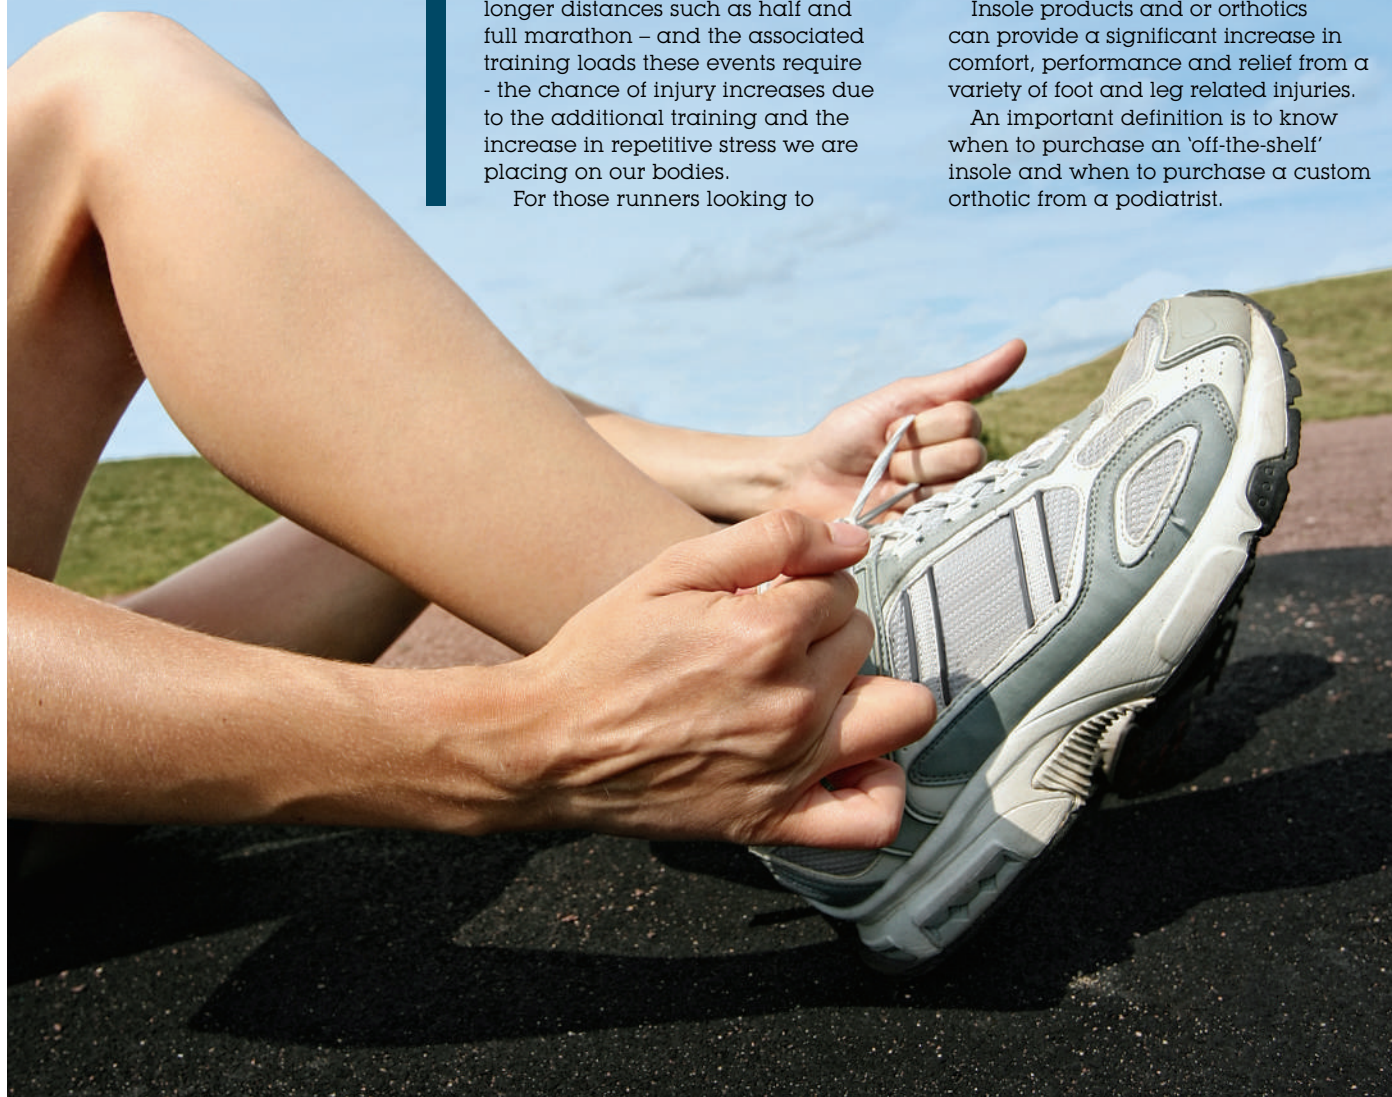 longer distances such as half and
full marathon – and the associated
training loads these events require
- the chance of injury increases due
to the additional training and the
increase in repetitive stress we are
placing on our bodies.
For those runners looking to
Insole products and or orthotics
can provide a significant increase in
comfort, performance and relief from a
variety of foot and leg related injuries.
An important definition is to know
when to purchase an ‘off-the-shelf’
insole and when to purchase a custom
orthotic from a podiatrist.